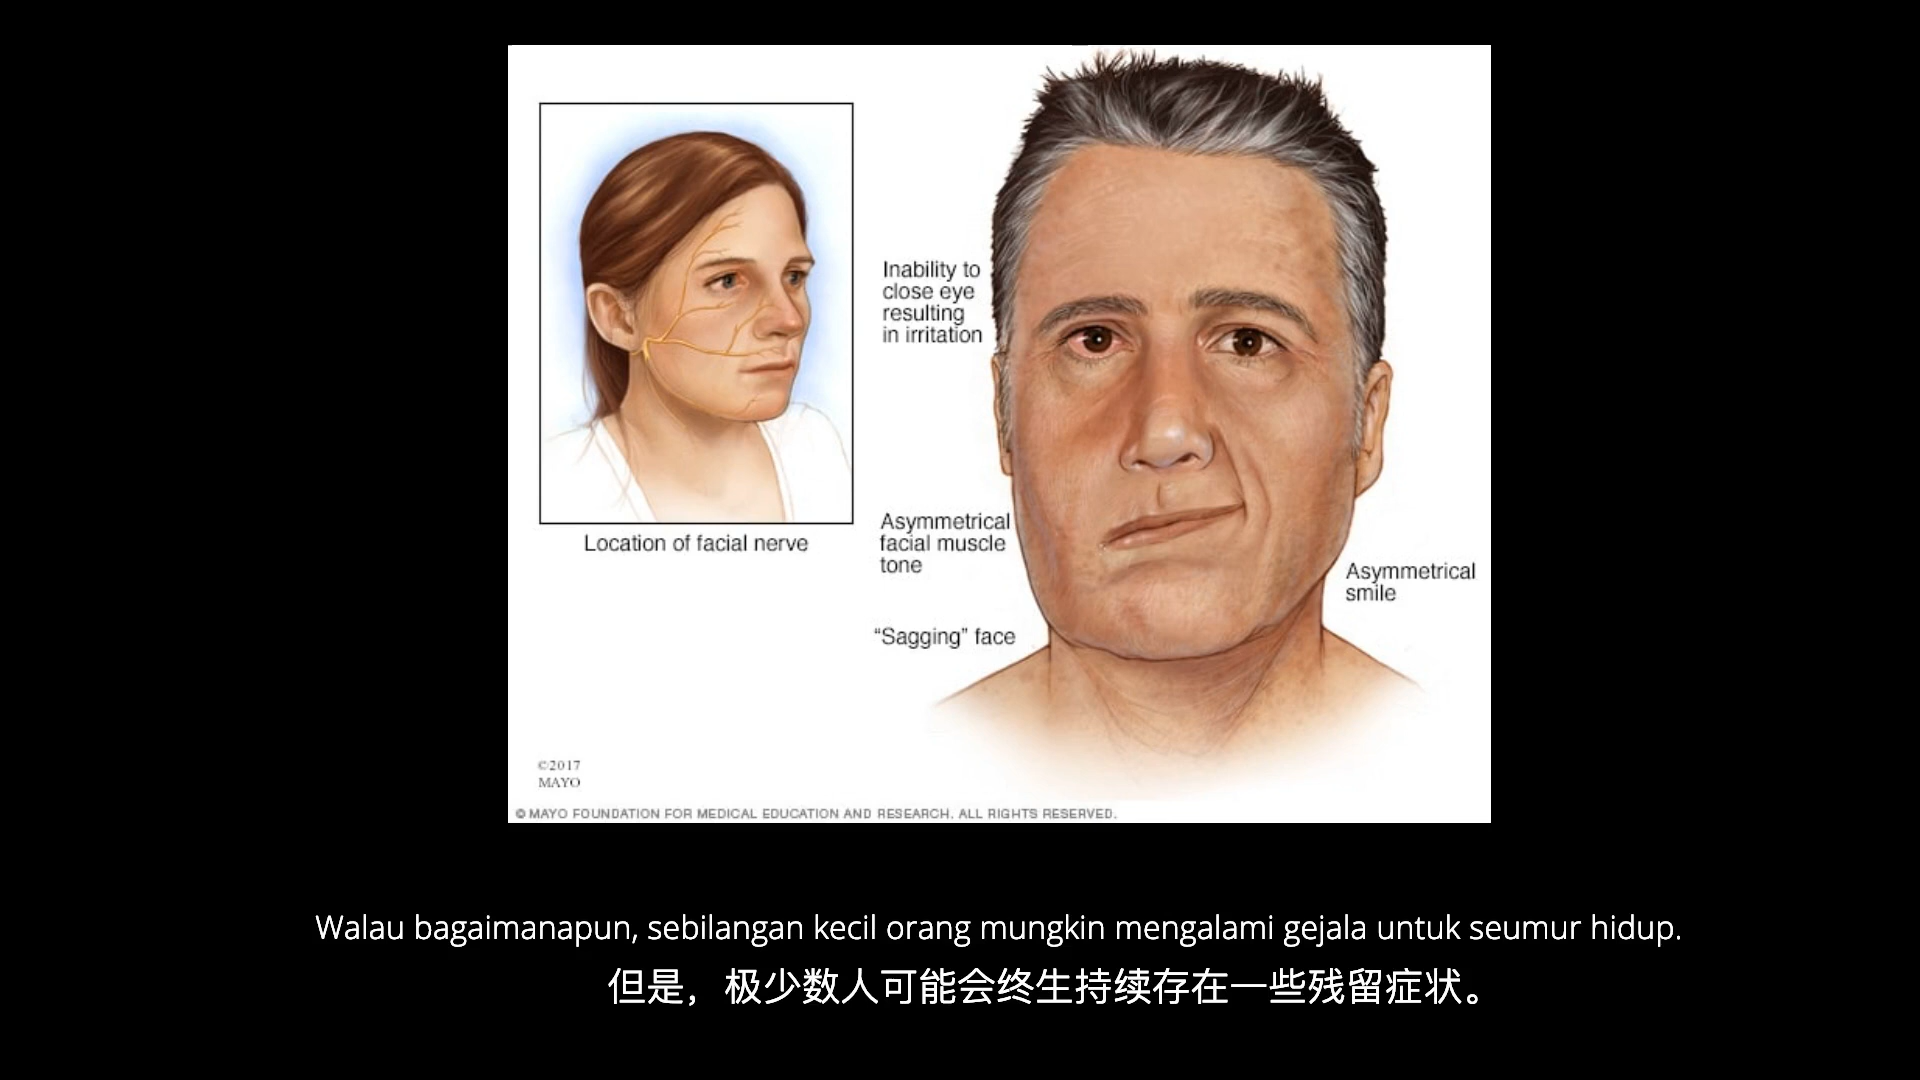 Inability to
close eye
resulting
in irritation
Asymmetrical
facial muscle
tone
Location of facial nerve
Asymmetrical
smile
“Sagging” face
©2017
MAYO
© MAYO FOUNDATION FOR MEDICAL EDUCATION AND RESEARCH. ALL RIGHTS RESERVED.
Walau bagaimanapun, sebilangan kecil orang mungkin mengalami gejala untuk seumur hidup.
但是，极少数人可能会终生持续存在一些残留症状。